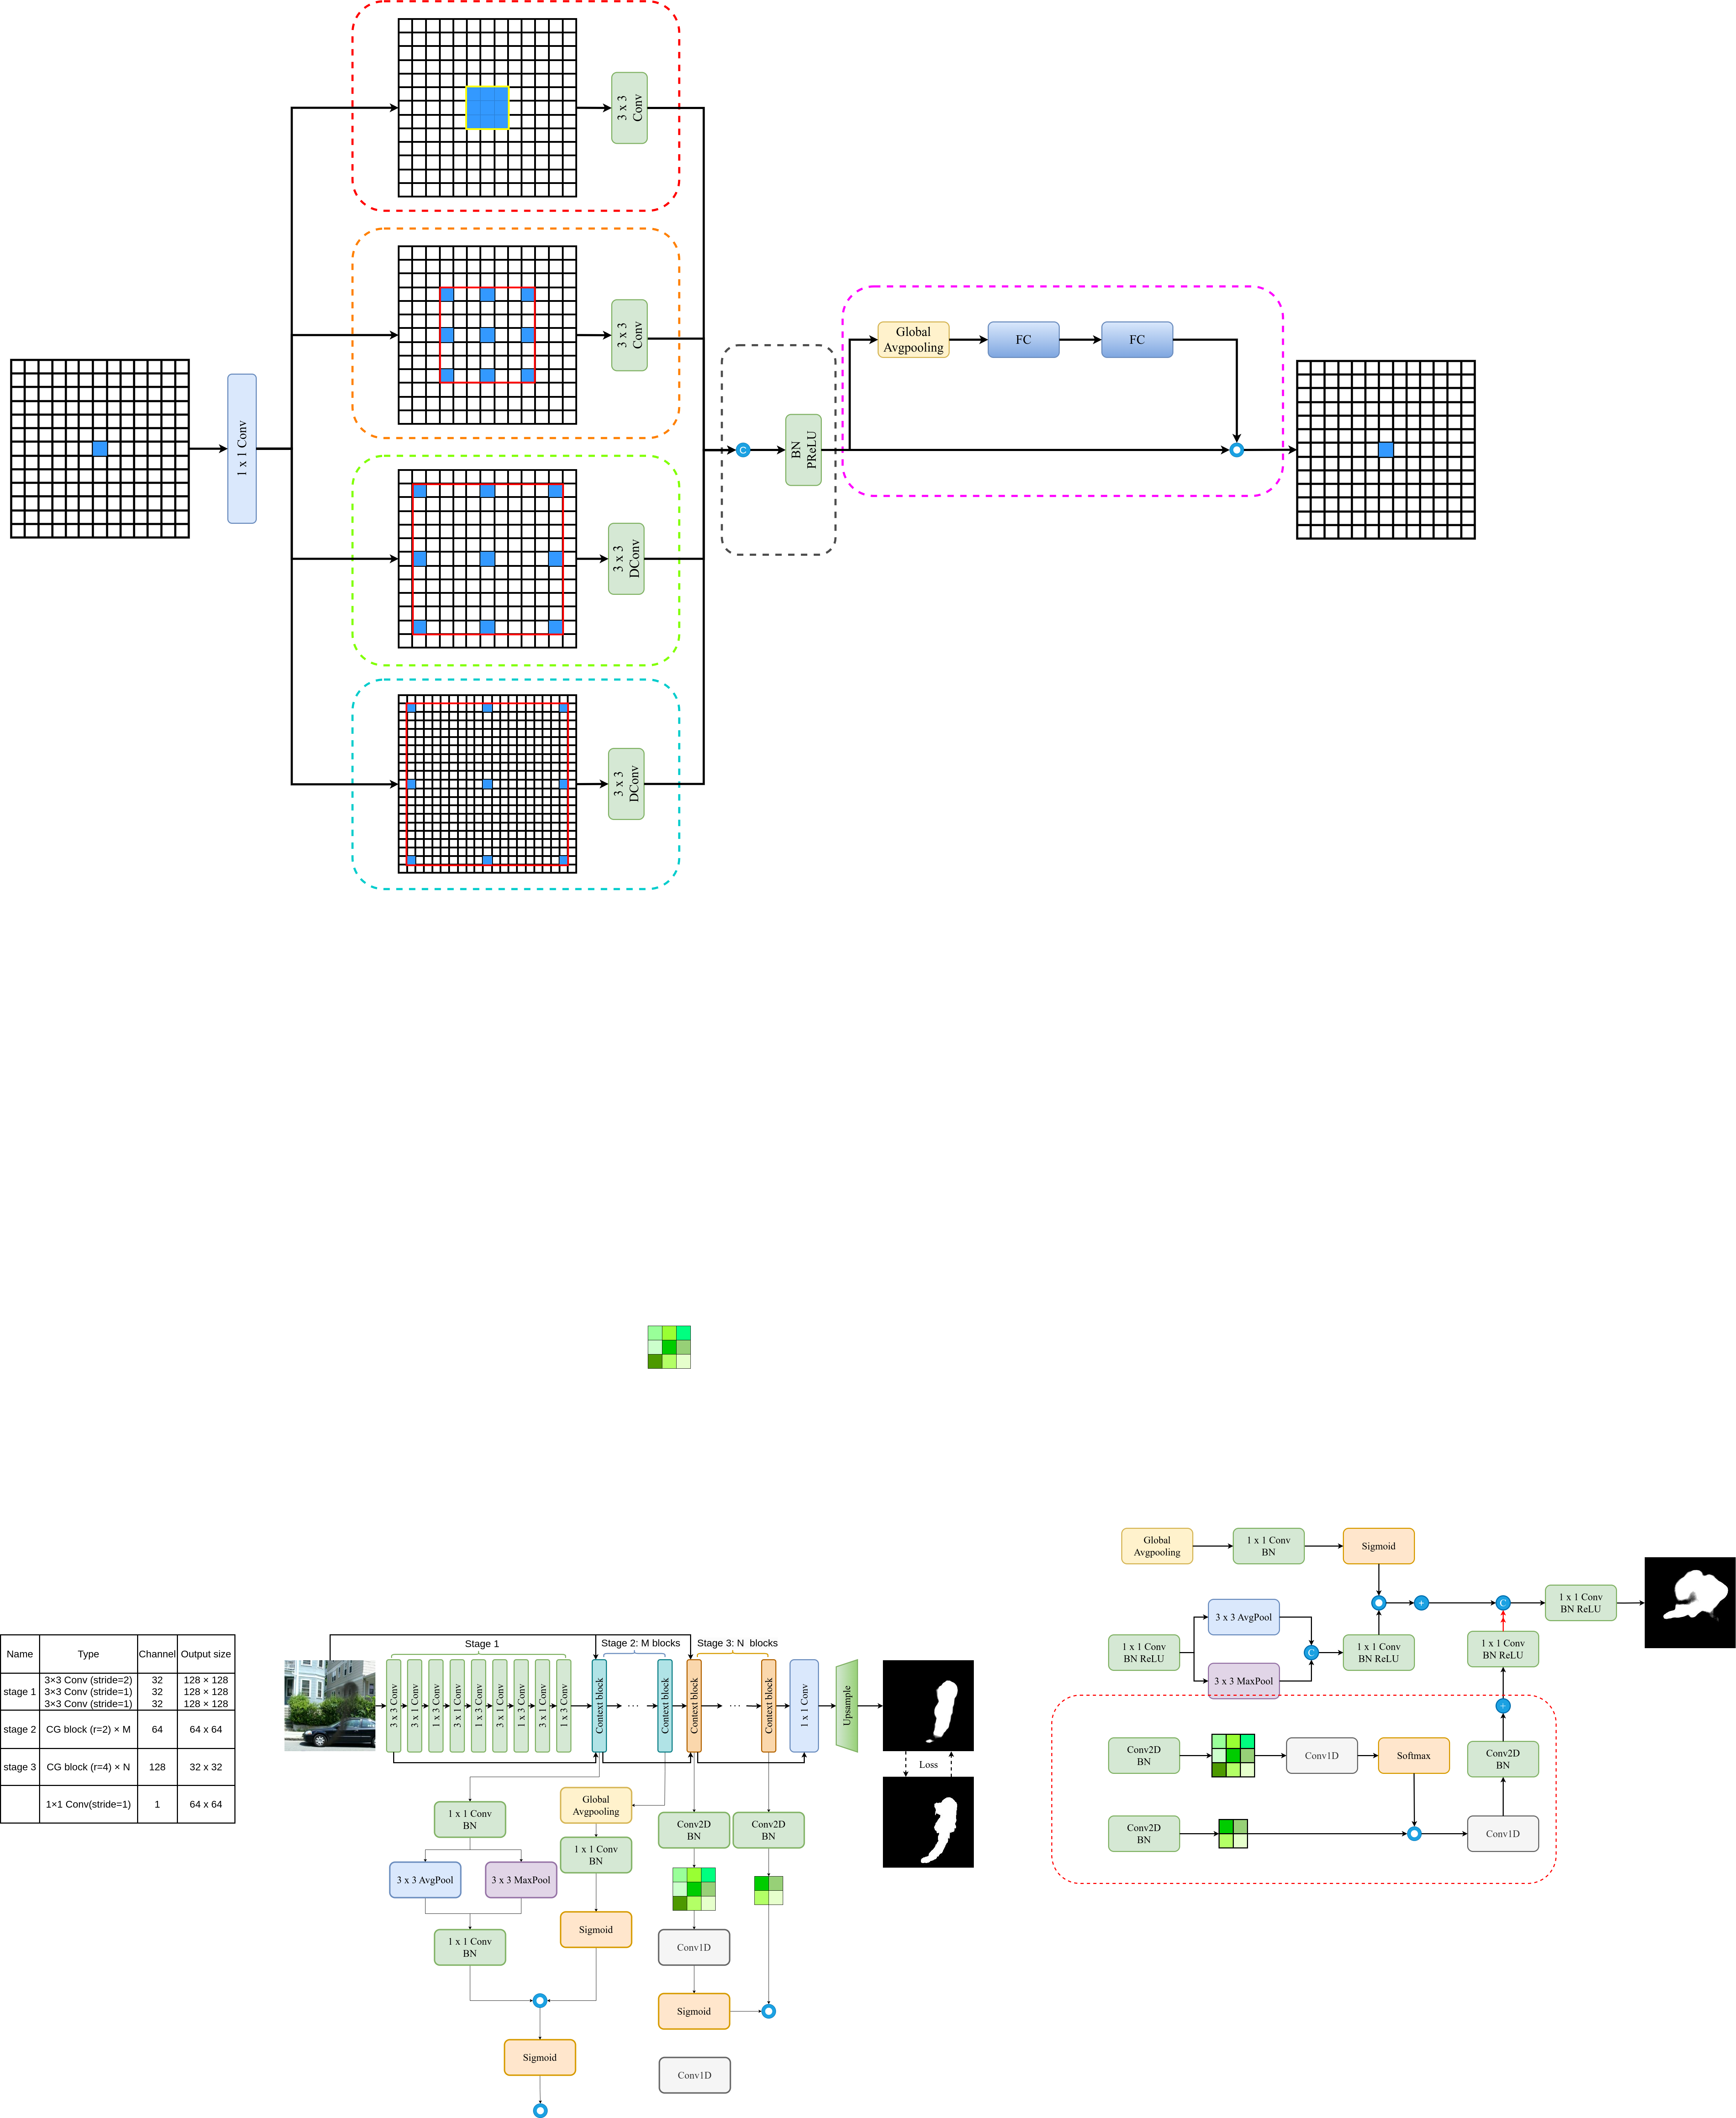 3 x 3
Conv
3 x 3
Conv
Global
Avgpooling
FC
FC
1 x 1 Conv
C
BN
PReLU
3 x 3
DConv
3 x 3
DConv
Stage 1
Stage 2: M blocks
Stage 3: N blocks
3 x 3 Conv
3 x 1 Conv
1 x 3 Conv
3 x 1 Conv
1 x 3 Conv
3 x 1 Conv
1 x 3 Conv
3 x 1 Conv
1 x 3 Conv
Context block
...
Context block
Context block
...
Context block
1 x 1 Conv
Upsample
Loss
Name Type Channel Output size
stage 1
3×3 Conv (stride=2) 32 128 × 128
3×3 Conv (stride=1) 32 128 × 128
3×3 Conv (stride=1) 32 128 × 128
stage 2 CG block (r=2) × M 64 64 x 64
stage 3 CG block (r=4) × N 128 32 x 32
1×1 Conv(stride=1) 1 64 x 64
1 x 1 Conv
BN
3 x 3 AvgPool
3 x 3 MaxPool
1 x 1 Conv
BN
Global
Avgpooling
1 x 1 Conv
BN
Sigmoid
Sigmoid
Conv2D
BN
Conv2D
BN
Conv1D
Sigmoid
Conv1D
Global
Avgpooling
1 x 1 Conv
BN
Sigmoid
1 x 1 Conv
BN ReLU
3 x 3 AvgPool
3 x 3 MaxPool
C
1 x 1 Conv
BN ReLU
+
C
1 x 1 Conv
BN ReLU
1 x 1 Conv
BN ReLU
+
Conv2D
BN
Conv1D
Softmax
Conv2D
BN
Conv2D
BN
Conv1D